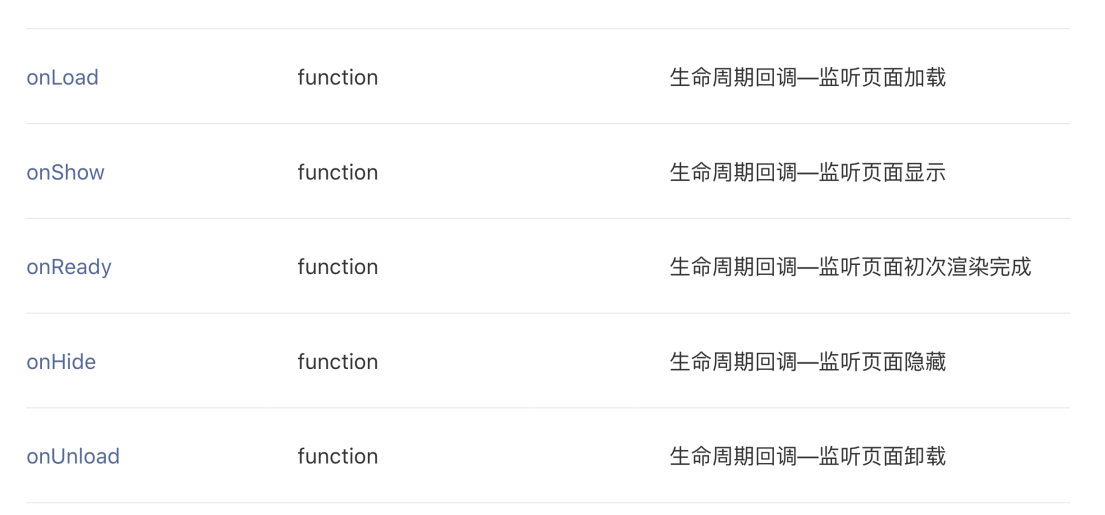 onLoad function 生命周期回调—监听页面加载
onShow function 生命周期回调—监听页面显示
onReady function 生命周期回调—监听页面初次渲染完成
onHide function 生命周期回调—监听页面隐藏
onUnload function 生命周期回调—监听页面卸载